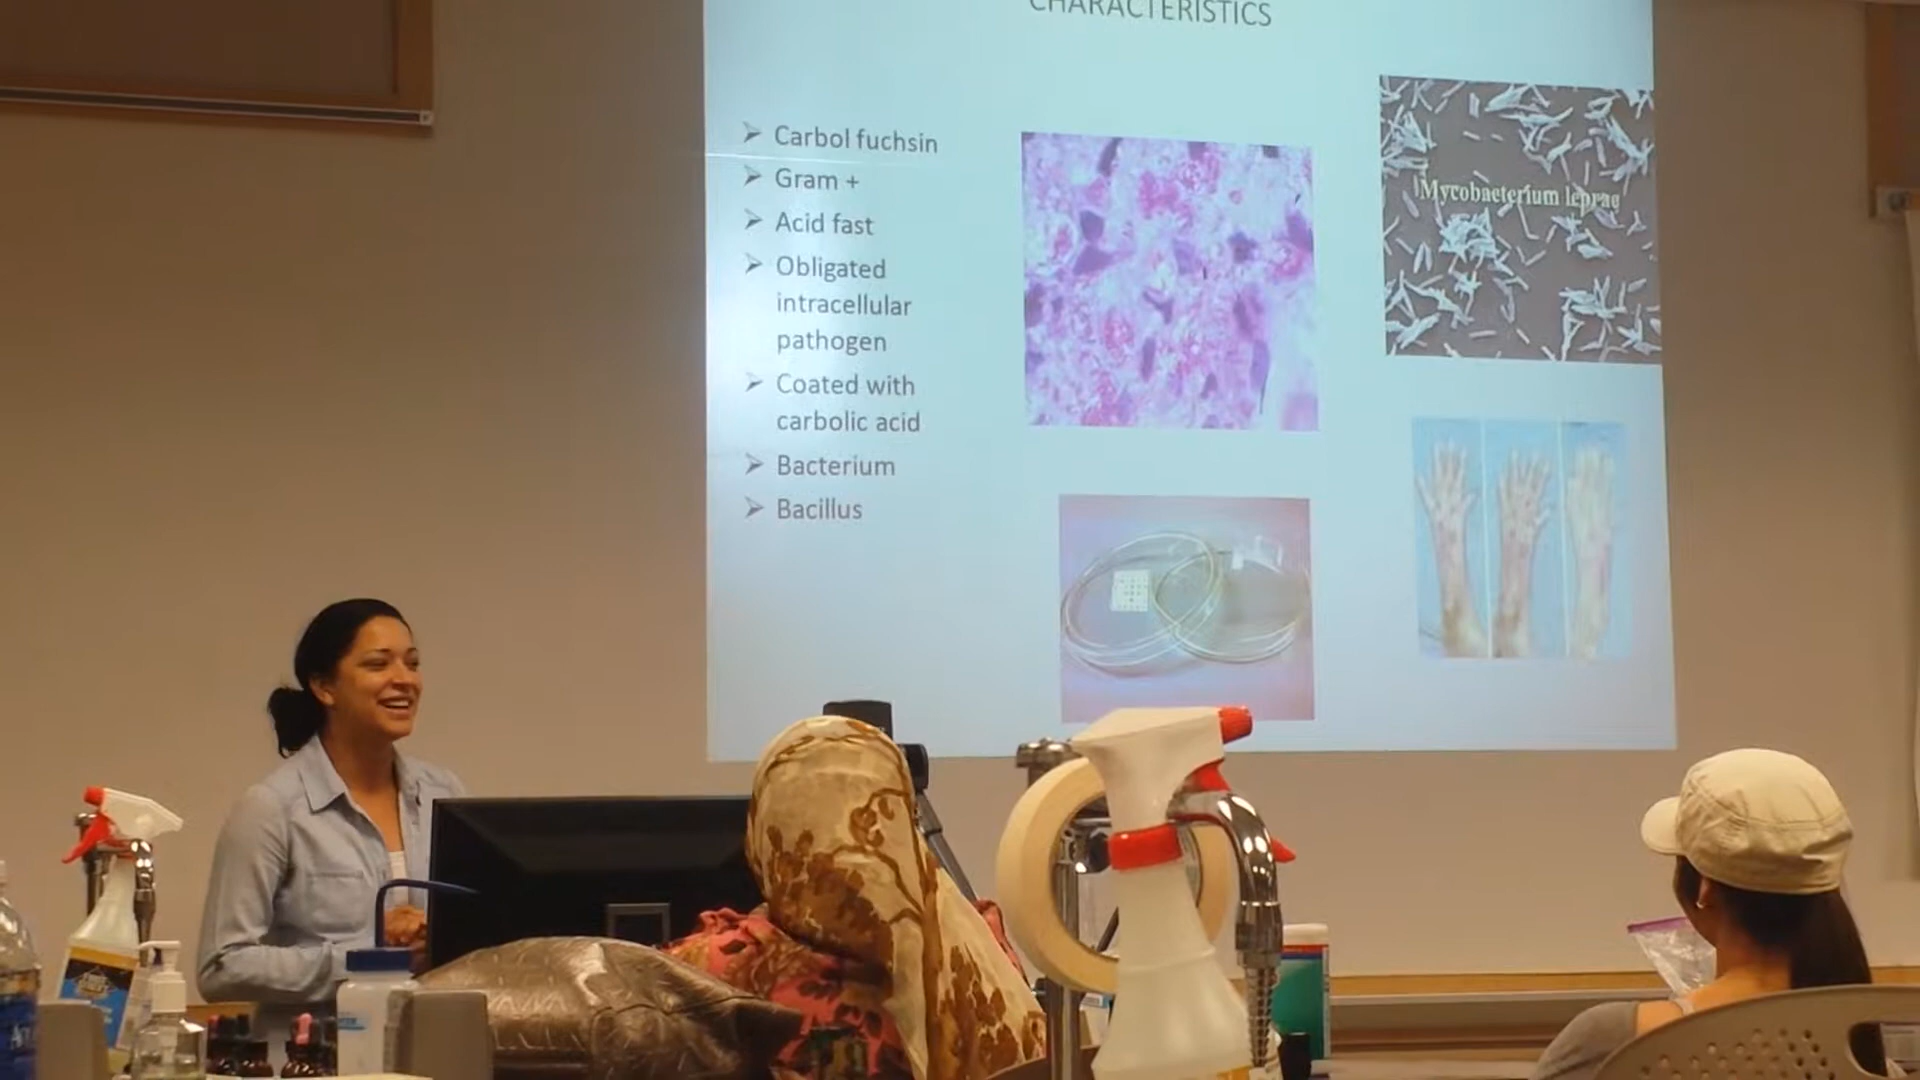 CHARACTERISTICS
Carbol fuchsin
Gram +
Acid fast
Obligated
intracellular
pathogen
Coated with
carbolic acid
Bacterium
Bacillus
Mycobacterium leprae